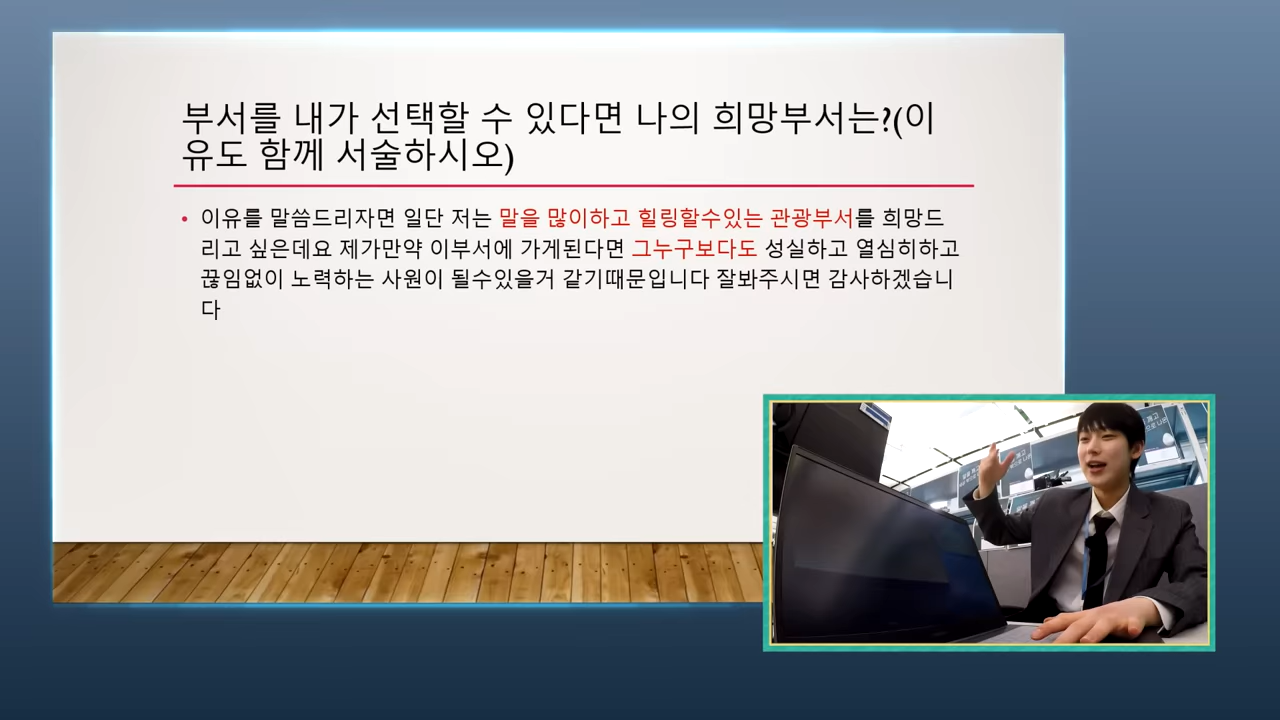 부서를 내가 선택할 수 있다면 나의 희망부서는?(이
유도 함께 서술하시오)
• 이유를 말씀드리자면 일단 저는 말을 많이하고 힐링할수있는 관광부서를 희망드
리고 싶은데요 제가만약 이부서에 가게된다면 그누구보다도 성실하고 열심히하고
끊임없이 노력하는 사원이 될수있을거 같기때문입니다 잘봐주시면 감사하겠습니
다